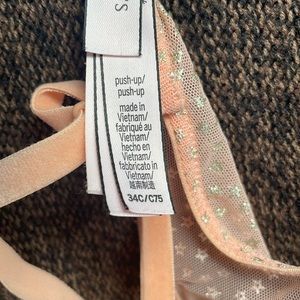 push-up/
push-up
made in
Vietnam/
fabriqué au
Vietnam/
hecho en
Vietnam/
fabbricato in
Vietnam/
越南制造
34C/C75